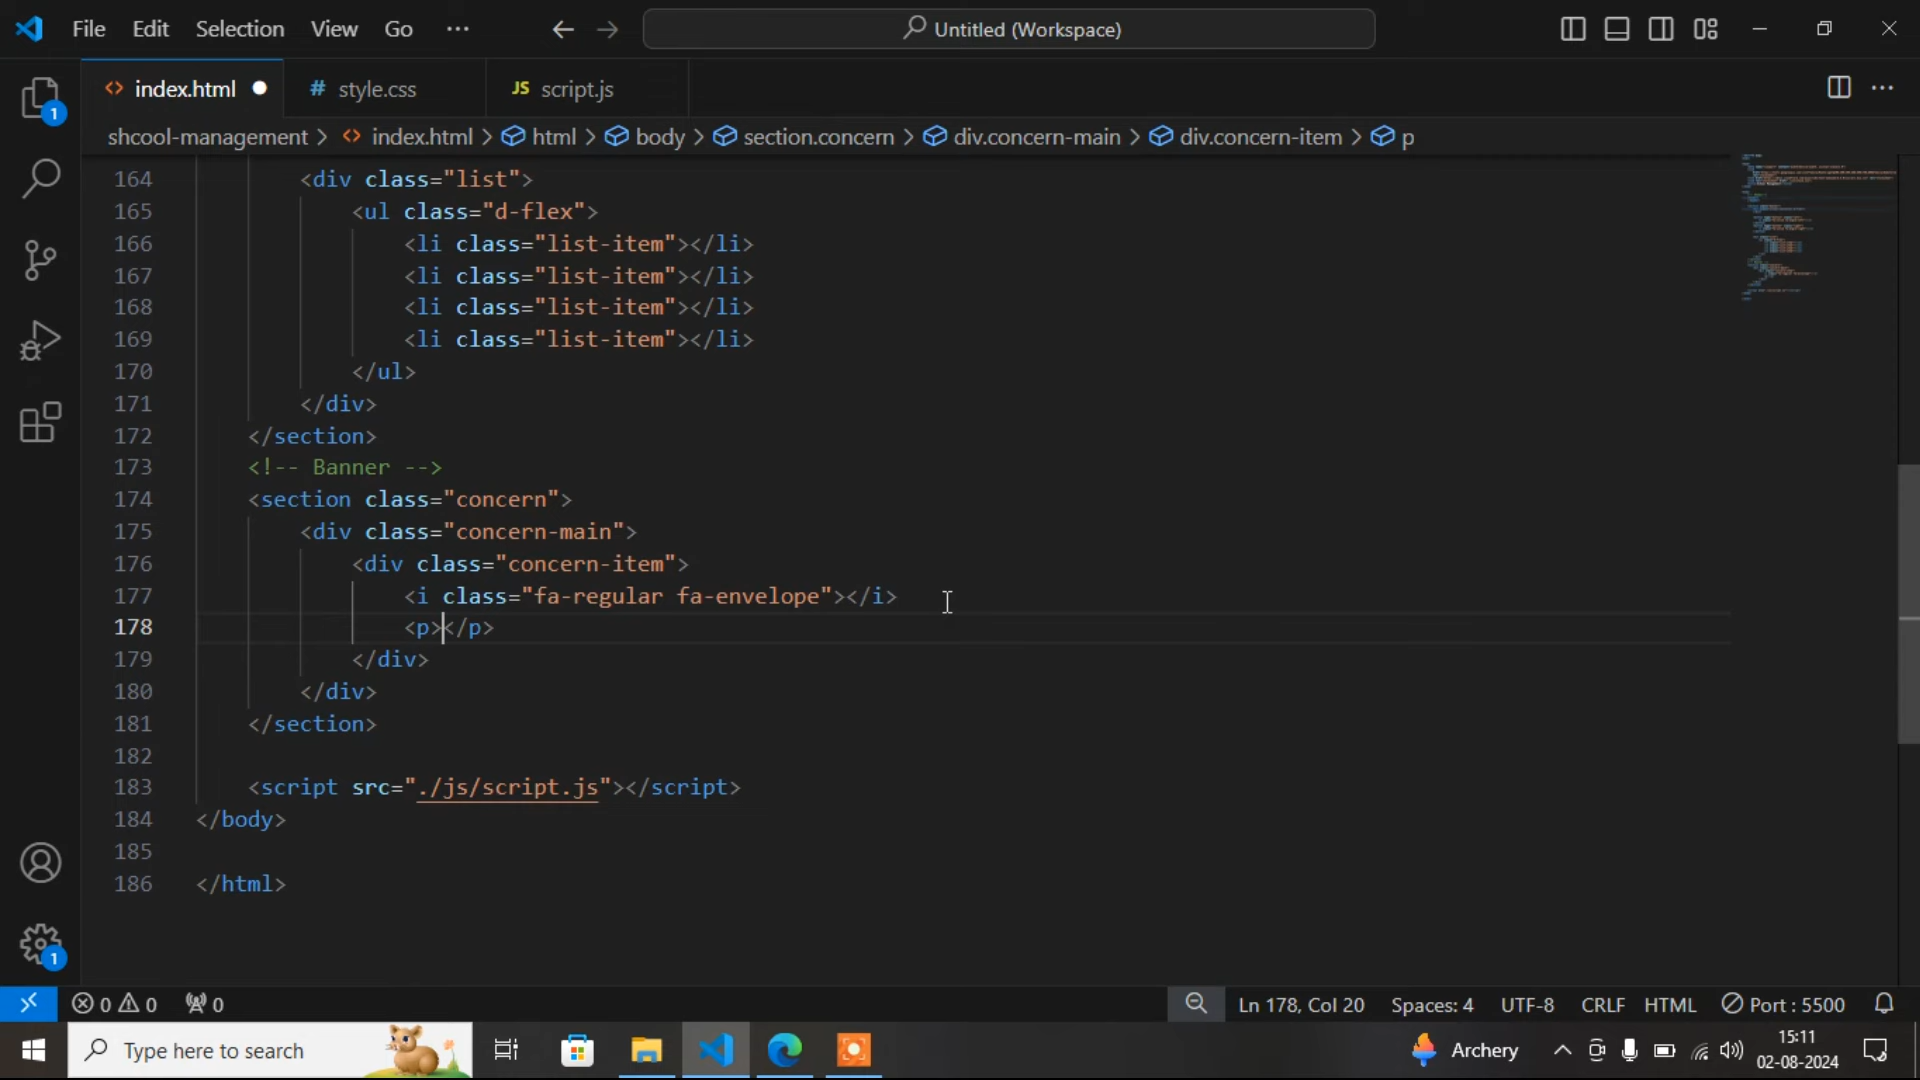 File Edit Selection View Go ··· Untitled (Workspace)
index.html # style.css JS script.js
shcool-management > index.html > html > body > section.concern > div.concern-main > div.concern-item > p
164 <div class="list">
165 <ul class="d-flex">
166 <li class="list-item"></li>
167 <li class="list-item"></li>
168 <li class="list-item"></li>
169 <li class="list-item"></li>
170 </ul>
171 </div>
172 </section>
173 <!-- Banner -->
174 <section class="concern">
175 <div class="concern-main">
176 <div class="concern-item">
177 <i class="fa-regular fa-envelope"></i>
178 <p></p>
179 </div>
180 </div>
181 </section>
182
183 <script src="./js/script.js"></script>
184 </body>
185
186 </html>
1
1
0 0 0 Ln 178, Col 20 Spaces: 4 UTF-8 CRLF HTML Port : 5500
Type here to search Archery 15:11
02-08-2024